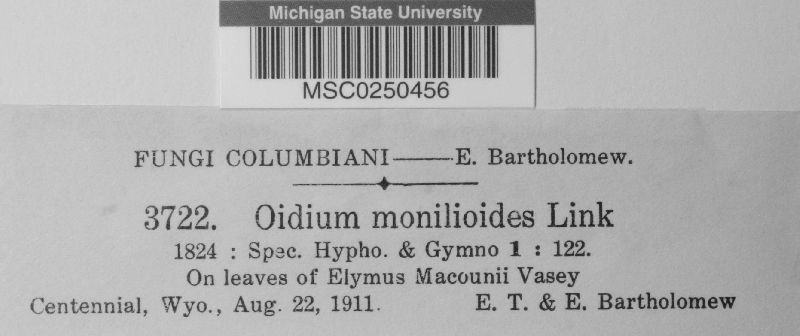 Michigan State University
MSC0250456
FUNGI COLUMBIANI——E. Bartholomew.
3722. Oidium monilioides Link
1824 : Spec. Hypho. & Gymno 1 : 122.
On leaves of Elymus Macounii Vasey
Centennial, Wyo., Aug. 22, 1911. E. T. & E. Bartholomew